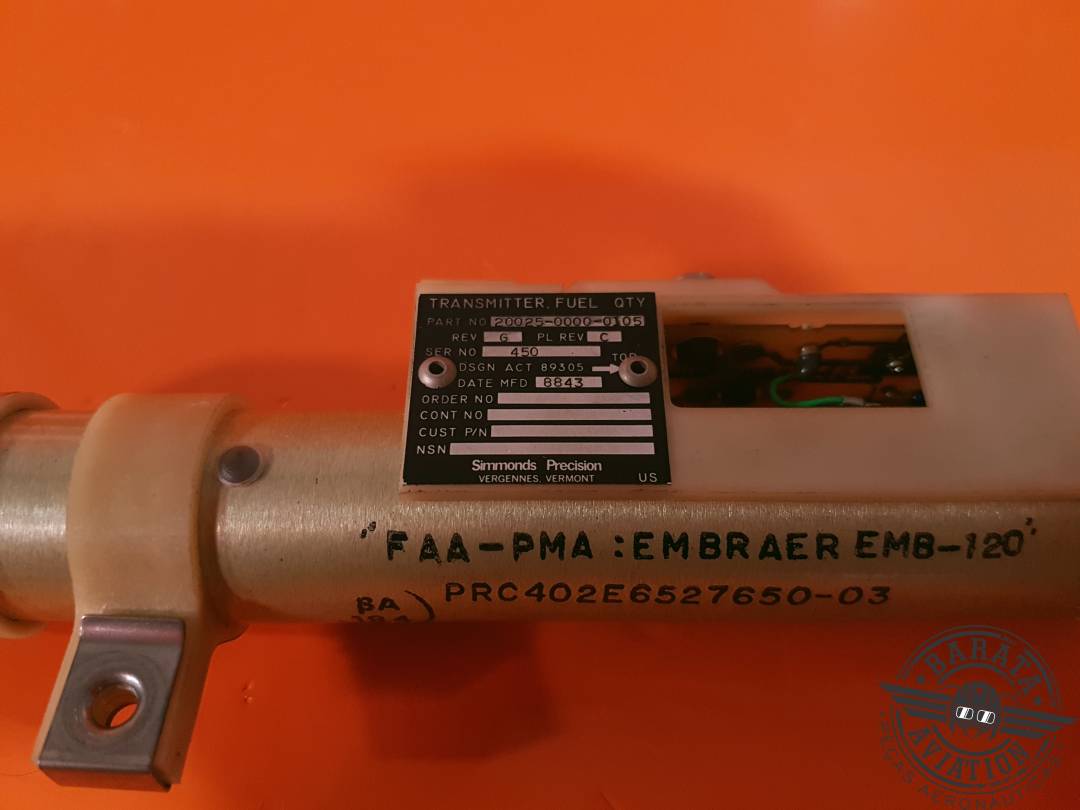 TRANSMITTER, FUEL QTY
PART NO 20025-0000-0105
REV G PL REV C
SER NO 450
TOP
DSGN ACT 89305
DATE MFD 8843
ORDER NO
CONT NO
CUST P/N
NSN
Simmonds Precision
VERGENNES, VERMONT US
"FAA-PMA :EMBRAER EMB-120"
PRC402E6527650-03
BA
BARATA
AVIATION